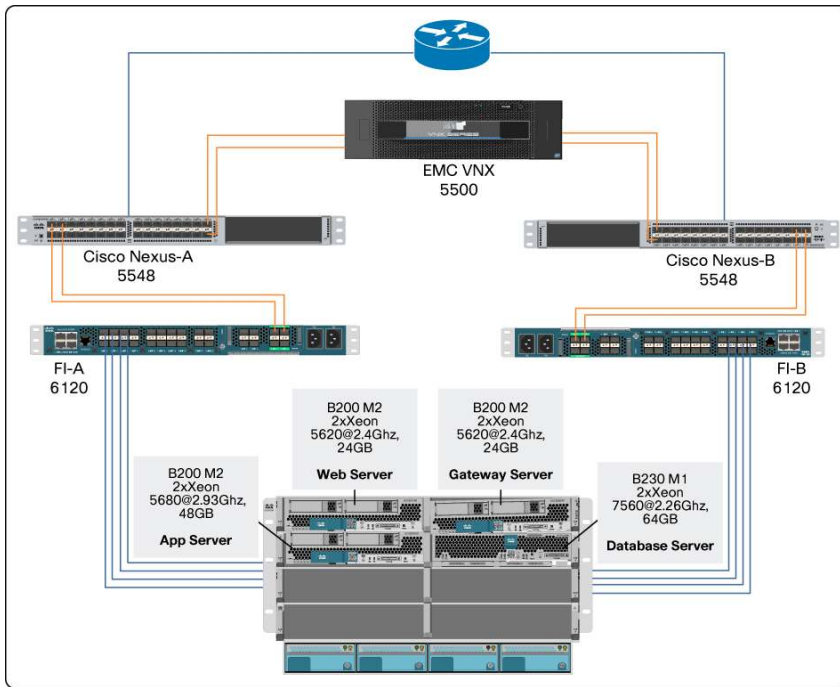 VNX SERIES
EMC VNX
5500
Cisco Nexus-A
5548
Cisco Nexus-B
5548
FI-A
6120
FI-B
6120
B200 M2
2xXeon
5620@2.4Ghz,
24GB
Web Server
B200 M2
2xXeon
5620@2.4Ghz,
24GB
Gateway Server
B200 M2
2xXeon
5680@2.93Ghz,
48GB
App Server
B230 M1
2xXeon
7560@2.26Ghz,
64GB
Database Server